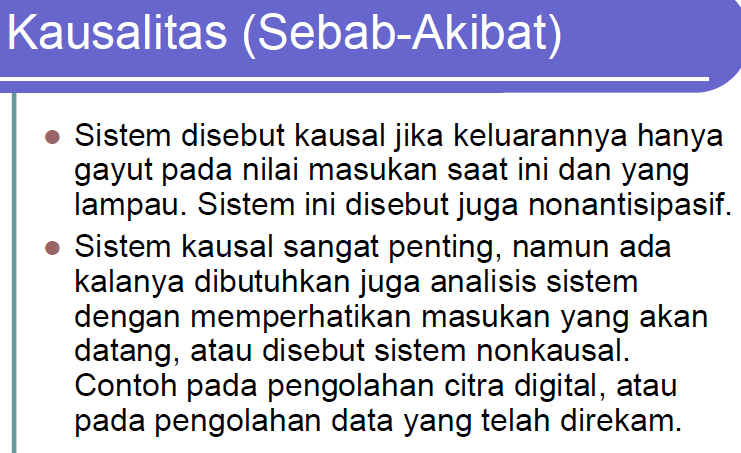 Kausalitas (Sebab-Akibat)
Sistem disebut kausal jika keluarannya hanya
gayut pada nilai masukan saat ini dan yang
lampau. Sistem ini disebut juga nonantisipasif.
Sistem kausal sangat penting, namun ada
kalanya dibutuhkan juga analisis sistem
dengan memperhatikan masukan yang akan
datang, atau disebut sistem nonkausal.
Contoh pada pengolahan citra digital, atau
pada pengolahan data yang telah direkam.